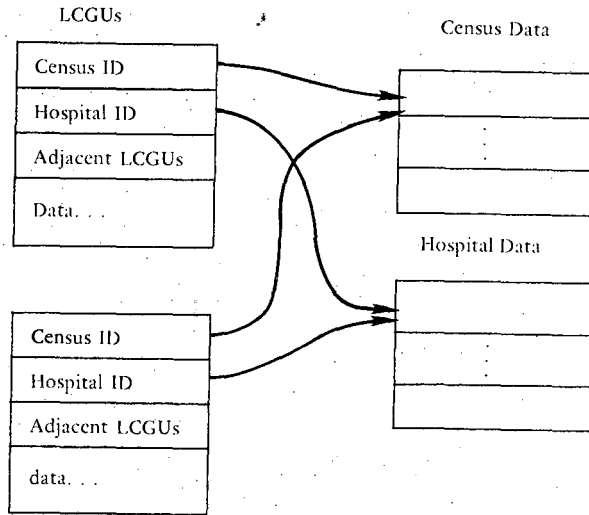 LCGUs
Census ID
Hospital ID
Adjacent LCGUs
Data. . .
Census ID
Hospital ID
Adjacent LCGUs
data. . .
Census Data
Hospital Data